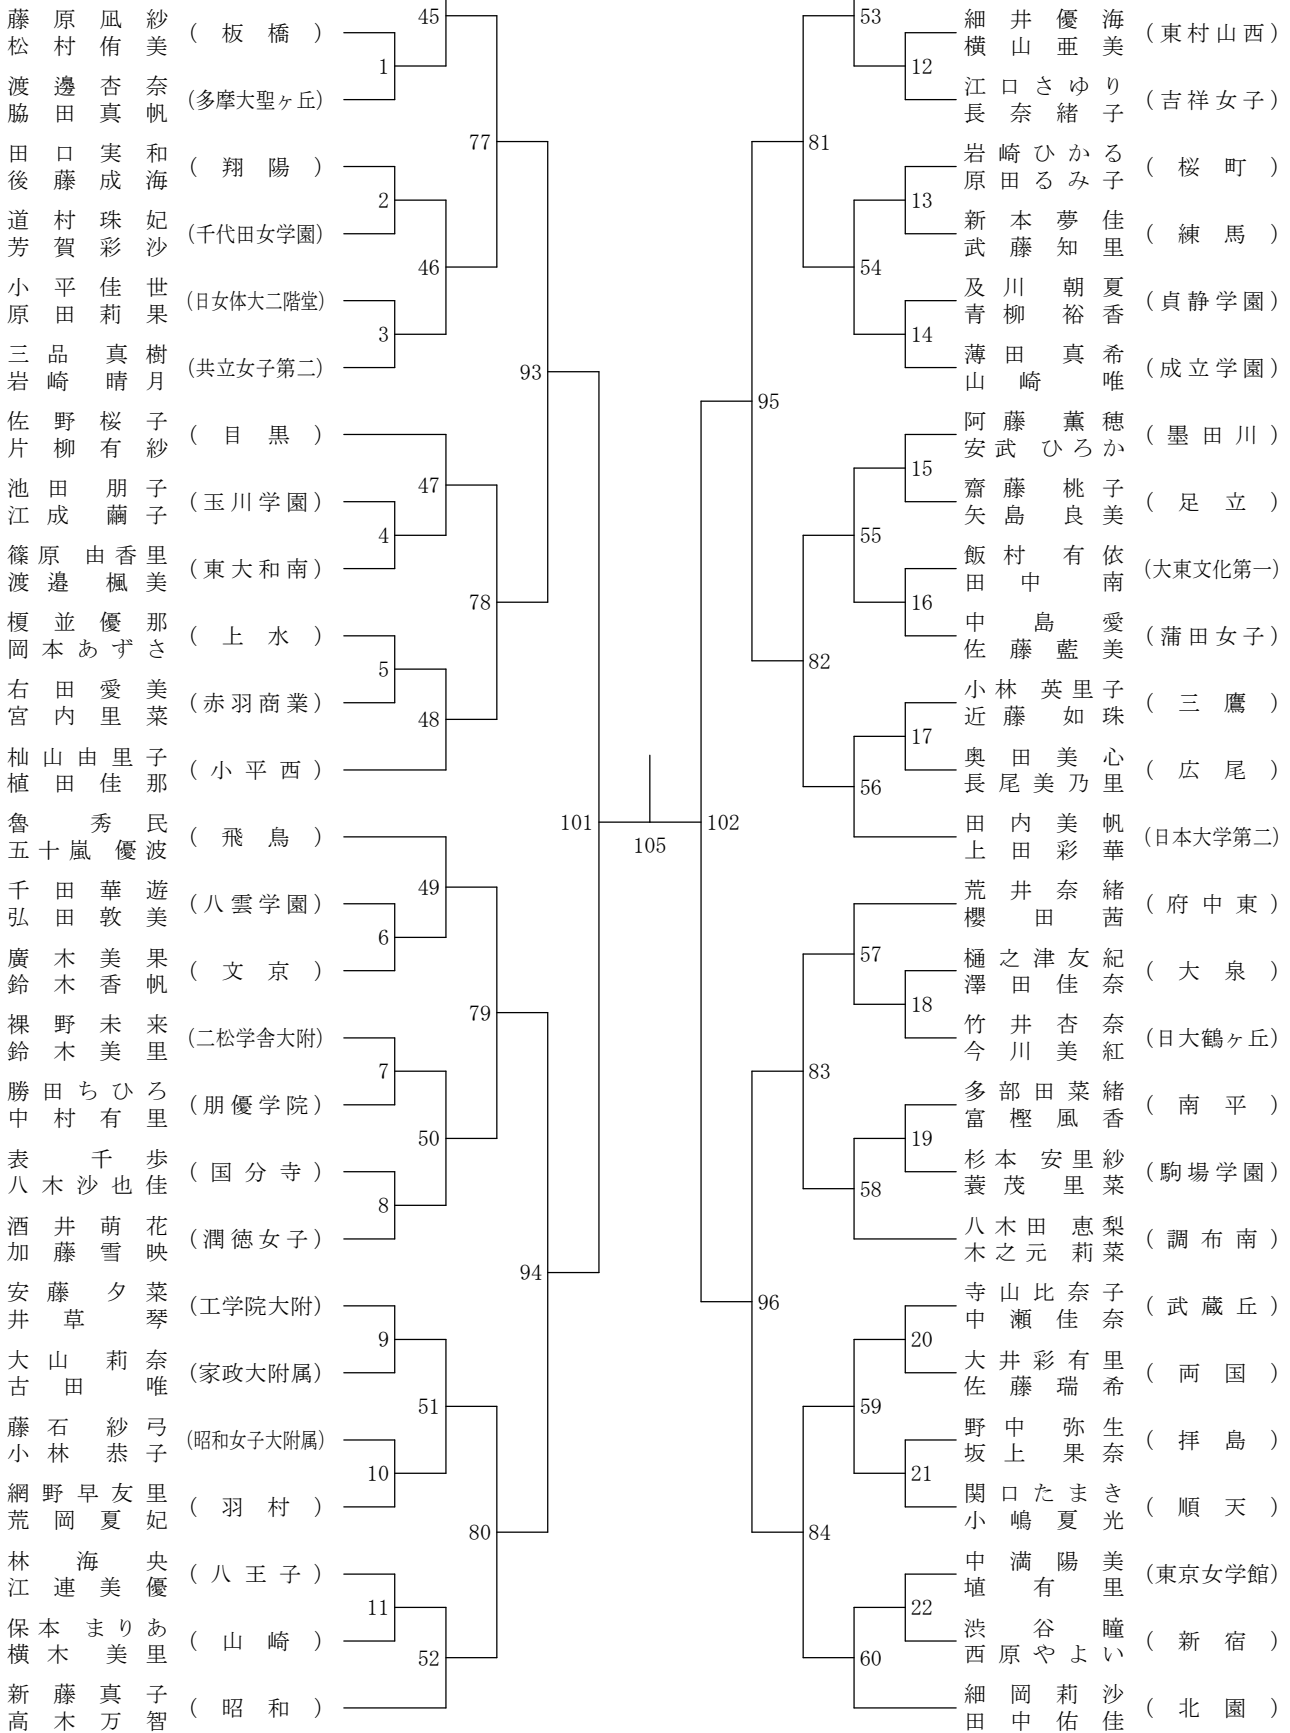 藤原凪紗
松村侑美
(板橋)
渡邊杏奈
脇田真帆
(多摩大聖ヶ丘)
田口実和
後藤成海
(翔陽)
道村珠妃
芳賀彩沙
(千代田女学園)
小平佳世
原田莉果
(日女体大二階堂)
三品真樹
岩崎晴月
(共立女子第二)
佐野桜子
片柳有紗
(目黒)
池田朋子
江成繭子
(玉川学園)
篠原由香里
渡邉楓美
(東大和南)
榎並優那
岡本あずさ
(上水)
右田愛美
宮内里菜
(赤羽商業)
杣山由里子
植田佳那
(小平西)
魯秀民
五十嵐優波
(飛鳥)
千田華遊
弘田敦美
(八雲学園)
廣木美果
鈴木香帆
(文京)
裸野未来
鈴木美里
(二松学舎大附)
勝田ちひろ
中村有里
(朋優学院)
表千歩
八木沙也佳
(国分寺)
酒井萌花
加藤雪映
(潤徳女子)
安藤夕菜
井草琴
(工学院大附)
大山莉奈
古田唯
(家政大附属)
藤石紗弓
小林恭子
(昭和女子大附属)
網野早友里
荒岡夏妃
(羽村)
林海央
江連美優
(八王子)
保本まりあ
横木美里
(山崎)
新藤真子
高木万智
(昭和)
45
1
77
2
46
3
93
47
4
78
5
48
101
49
6
79
7
50
8
94
9
51
10
80
11
52
105
102
53
12
81
13
54
14
95
15
55
16
82
17
56
57
18
83
19
58
96
20
59
21
84
22
60
細井優海
横山亜美
(東村山西)
江口さゆり
長奈緒子
(吉祥女子)
岩崎ひかる
原田るみ子
(桜町)
新本夢佳
武藤知里
(練馬)
及川朝夏
青柳裕香
(貞静学園)
薄田真希
山崎唯
(成立学園)
阿藤薫穂
安武ひろか
(墨田川)
齋藤桃子
矢島良美
(足立)
飯村有依
田中南
(大東文化第一)
中島愛
佐藤藍美
(蒲田女子)
小林英里子
近藤如珠
(三鷹)
奥田美心
長尾美乃里
(広尾)
田内美帆
上田彩華
(日本大学第二)
荒井奈緒
櫻田茜
(府中東)
樋之津友紀
澤田佳奈
(大泉)
竹井杏奈
今川美紅
(日大鶴ヶ丘)
多部田菜緒
富樫風香
(南平)
杉本安里紗
蓑茂里菜
(駒場学園)
八木田恵梨
木之元莉菜
(調布南)
寺山比奈子
中瀬佳奈
(武蔵丘)
大井彩有里
佐藤瑞希
(両国)
野中弥生
坂上果奈
(拝島)
関口たまき
小嶋夏光
(順天)
中満陽美
埴有里
(東京女学館)
渋谷瞳
西原やよい
(新宿)
細岡莉沙
田中佑佳
(北園)